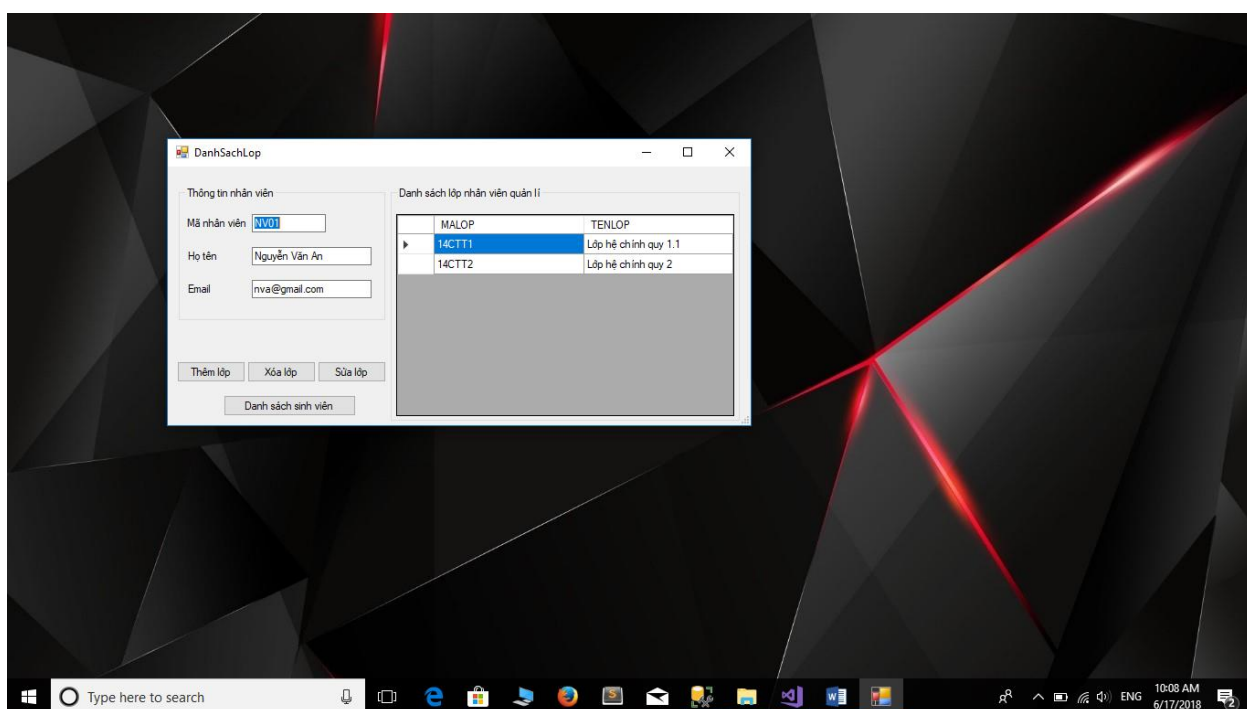 DanhSachLop
Thông tin nhân viên
Mã nhân viên NV01
Họ tên Nguyễn Văn An
Email nva@gmail.com
Thêm lớp Xóa lớp Sửa lớp
Danh sách sinh viên
Danh sách lớp nhân viên quản lí
MALOP TENLOP
14CTT1 Lớp hệ chính quy 1.1
14CTT2 Lớp hệ chính quy 2
Type here to search
ENG
10:08 AM
6/17/2018
2